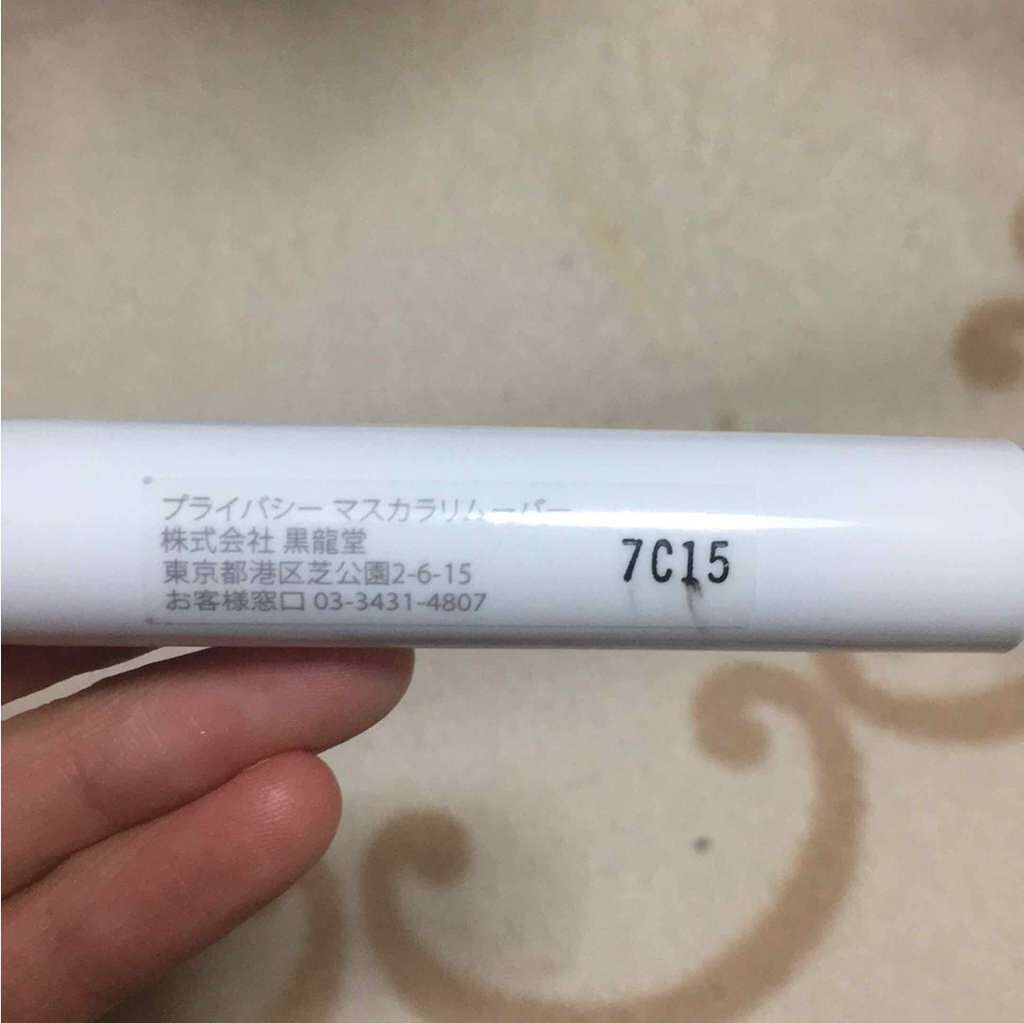 プライバシー マスカラリムーバー
株式会社 黒龍堂
東京都港区芝公園2-6-15
お客様窓口 03-3431-4807
7C15